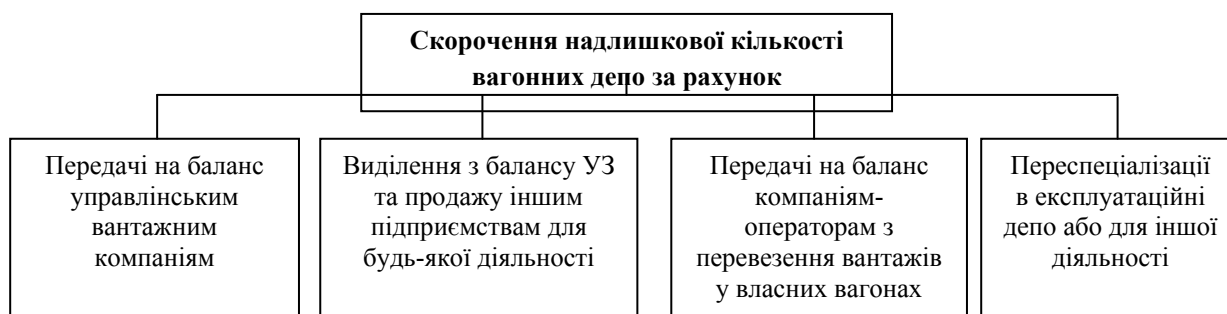 Скорочення надлишкової кількості
вагонних депо за рахунок
Передачі на баланс
управлінським
вантажним
компаніям
Виділення з балансу УЗ
та продажу іншим
підприємствам для
будь-якої діяльності
Передачі на баланс
компаніям-
операторам з
перевезення вантажів
у власних вагонах
Переспеціалізації
в експлуатаційні
депо або для іншої
діяльності